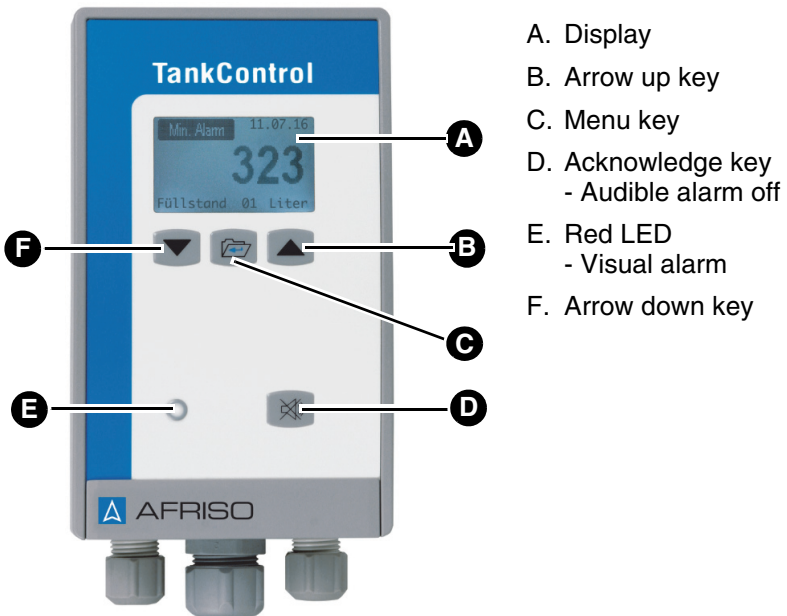 TankControl
Min. Alarm 11.07.16
323
Füllstand 01 Liter
A
B
C
D
E
F
AFRISO
A. Display
B. Arrow up key
C. Menu key
D. Acknowledge key
- Audible alarm off
E. Red LED
- Visual alarm
F. Arrow down key